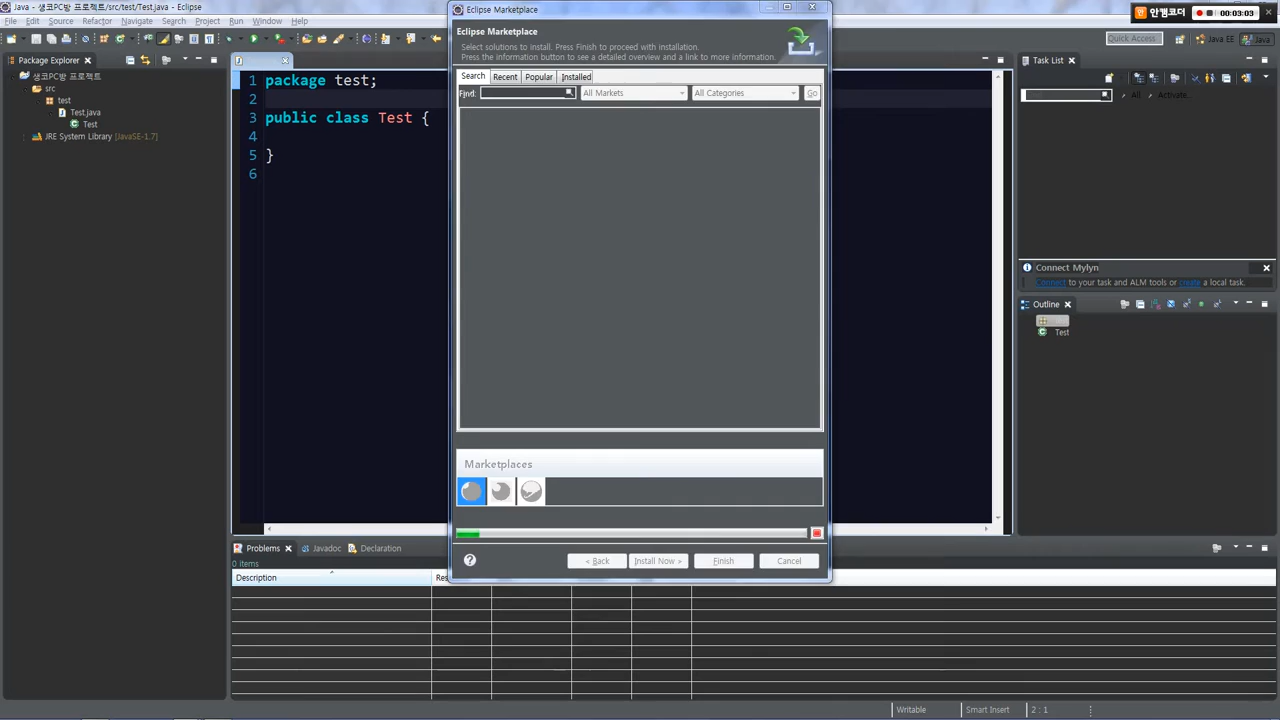 Java - 생코PC방 프로젝트/src/test/Test.java - Eclipse
File Edit Source Refactor Navigate Search Project Run Window Help
Quick Access
Java EE
Java
안캠코더
00:03:03
Package Explorer
생코PC방 프로젝트
src
test
Test.java
Test
JRE System Library [JavaSE-1.7]
1 package test;
2
3 public class Test {
4
5 }
6
Eclipse Marketplace
Eclipse Marketplace
Select solutions to install. Press Finish to proceed with installation.
Press the information button to see a detailed overview and a link to more information.
Search Recent Popular Installed
Find: All Markets All Categories Go
Marketplaces
< Back Install Now > Finish Cancel
Task List
All Activate...
Connect Mylyn
Connect to your task and ALM tools or create a local task.
Outline
Test
Problems Javadoc Declaration
0 items
Description
Writable Smart Insert 2 : 1